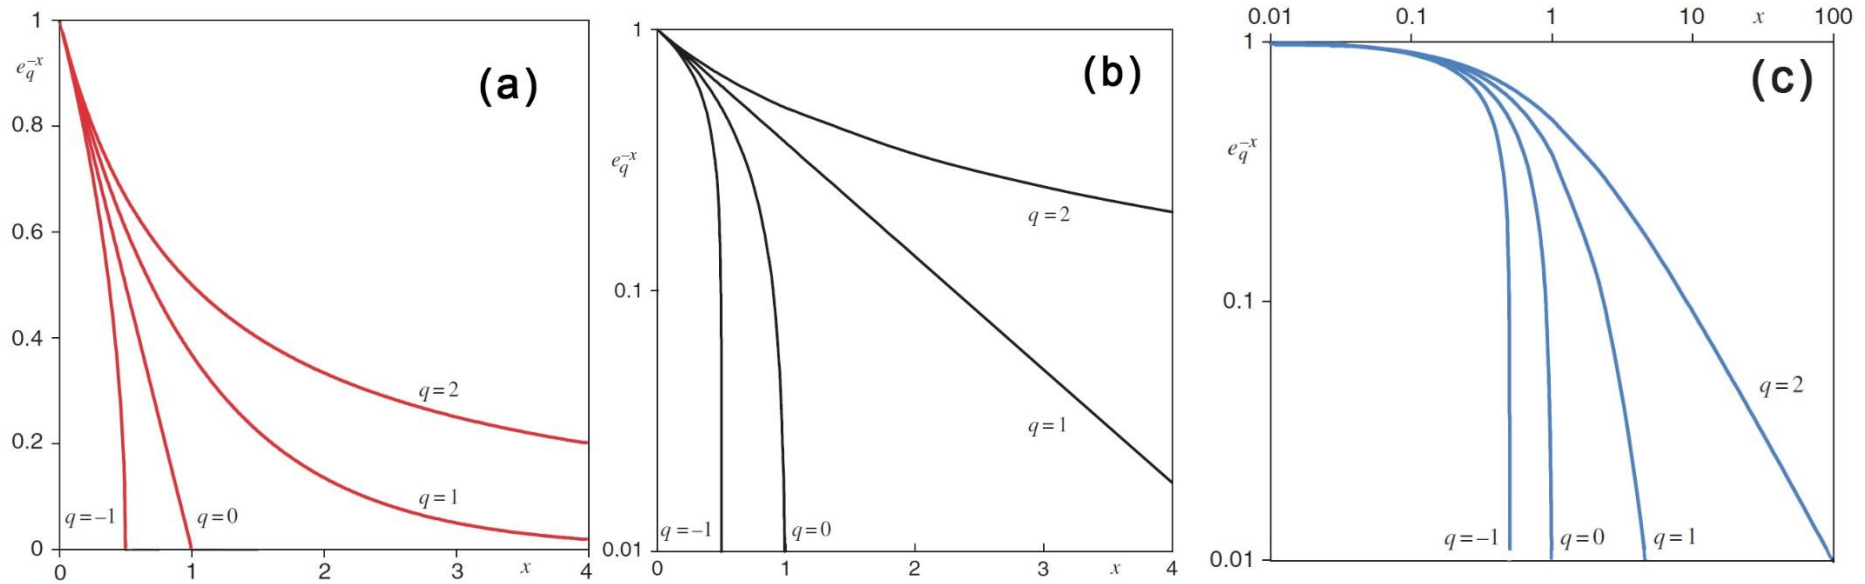 (a)
1
e_q^{-x}
0.8
0.6
0.4
0.2
0
q=2
q=1
q=−1
q=0
0 1 2 3 x 4
(b)
1
e_q^{-x}
0.1
0.01
q=2
q=1
q=−1
q=0
0 1 2 3 x 4
(c)
0.01 0.1 1 10 x 100
1
e_q^{-x}
0.1
0.01
q=2
q=−1
q=0
q=1